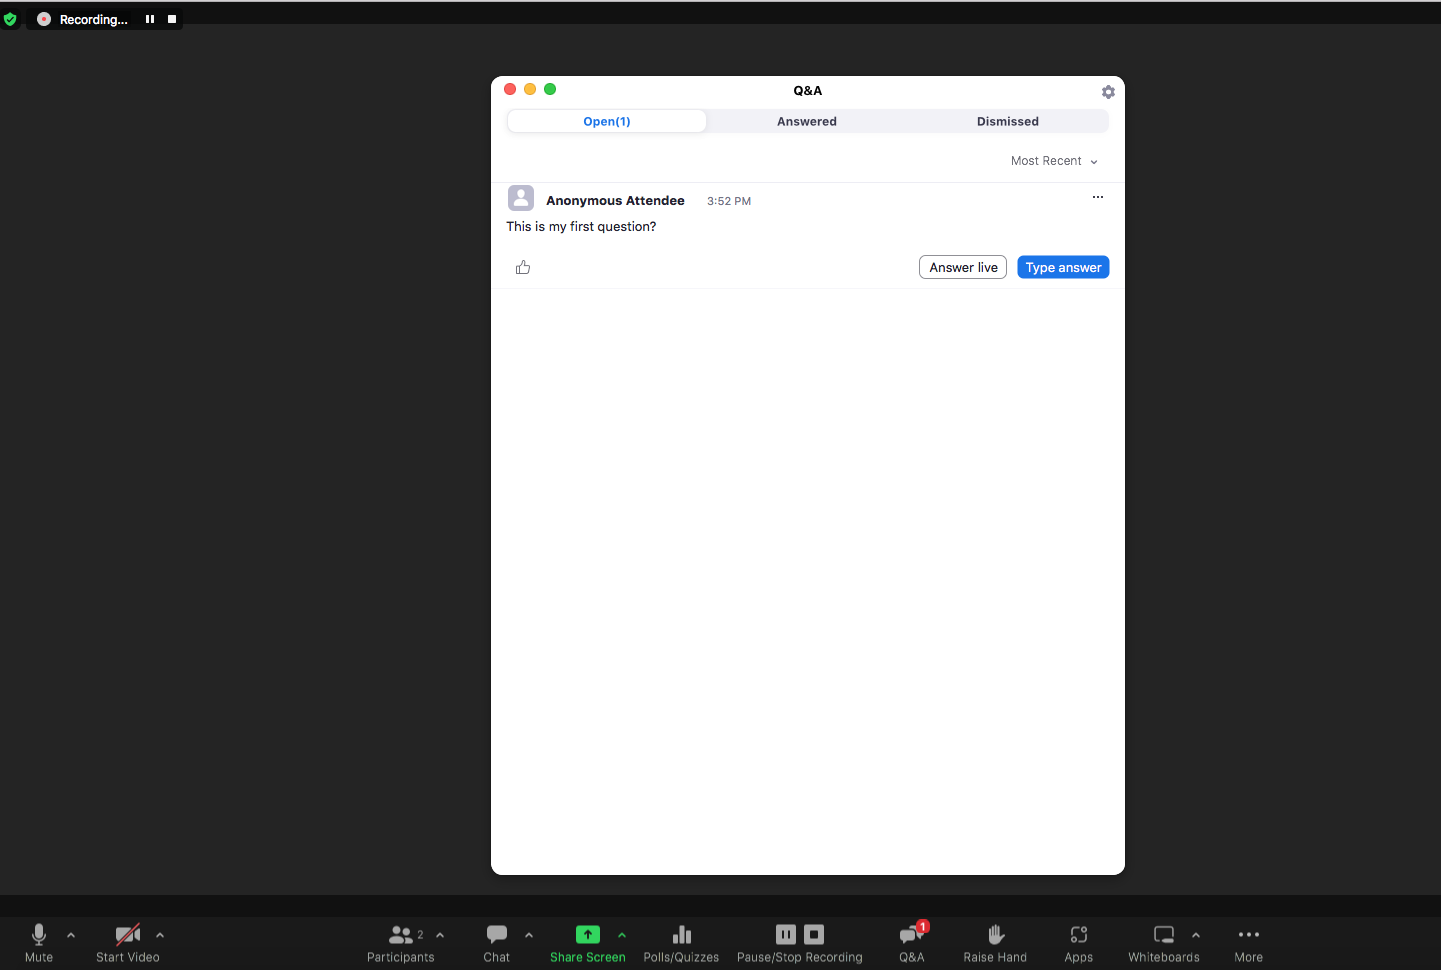 Recording...
Q&A
Open(1) Answered Dismissed
Most Recent
Anonymous Attendee 3:52 PM
This is my first question?
Answer live Type answer
2 1
Mute Start Video Participants Chat Share Screen Polls/Quizzes Pause/Stop Recording Q&A Raise Hand Apps Whiteboards More